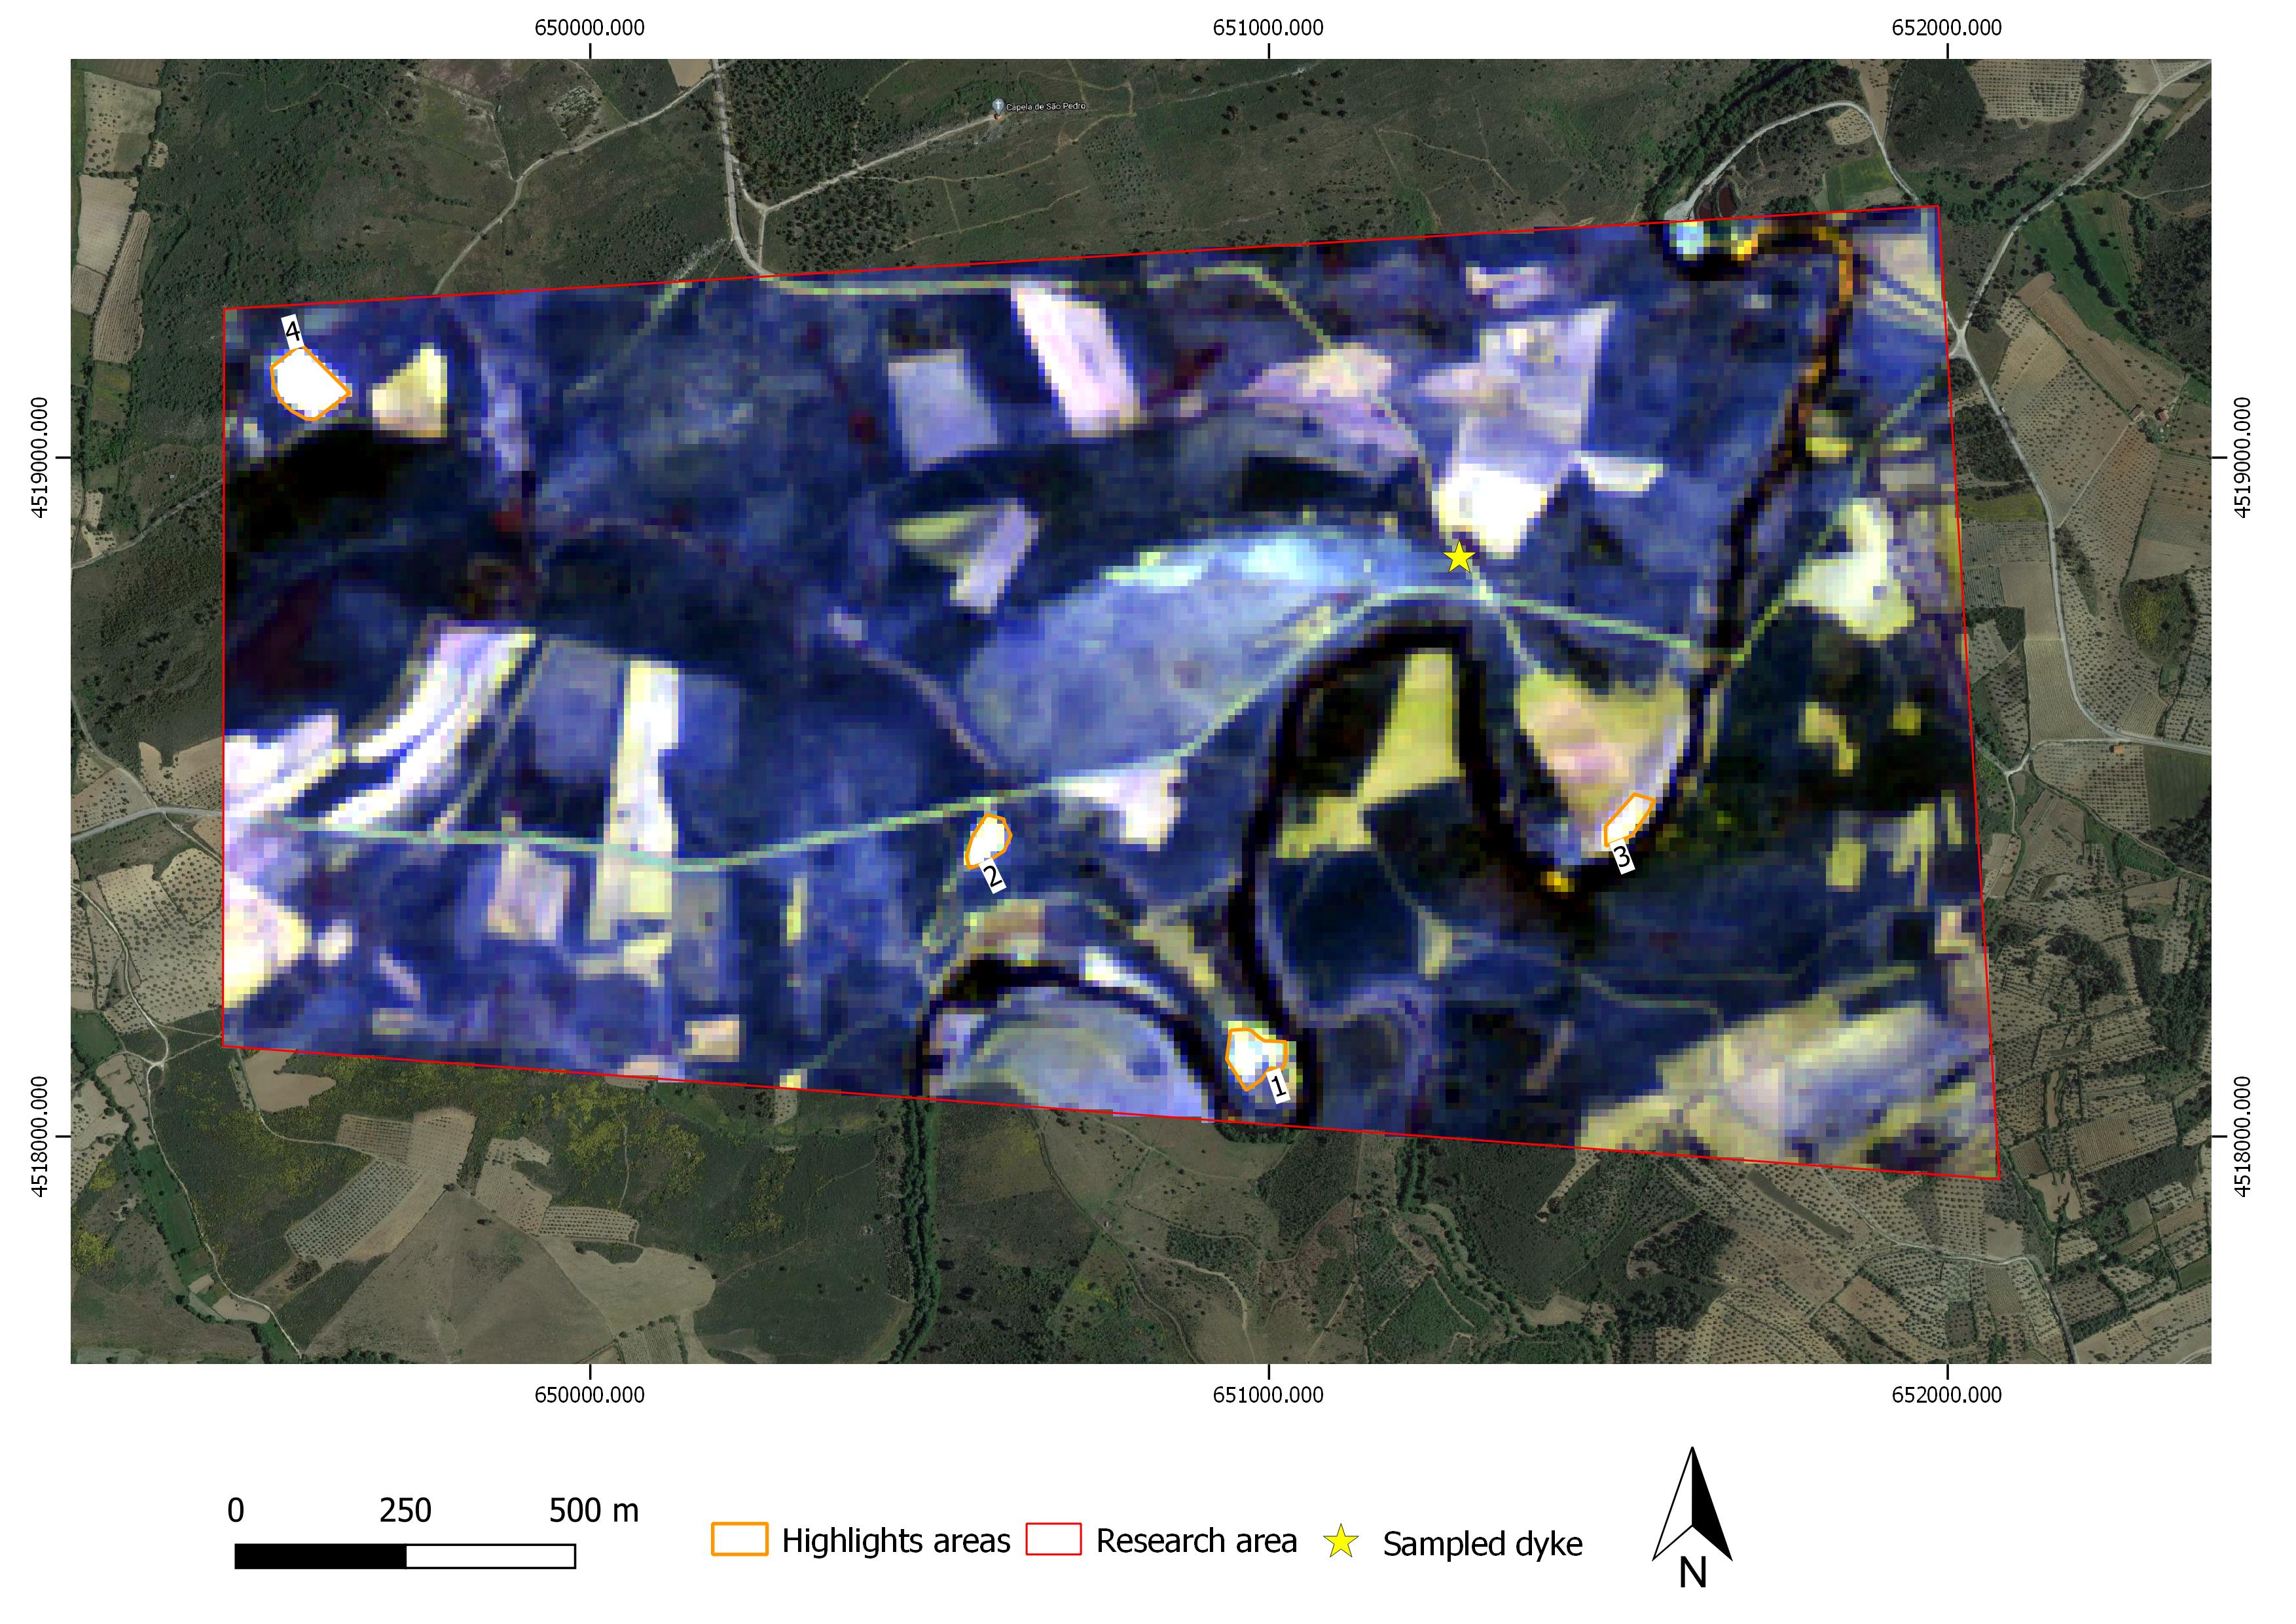 650000.000 651000.000 652000.000
Capela de São Pedro
4
4519000.000 4519000.000
2
3
1
4518000.000 4518000.000
650000.000 651000.000 652000.000
0 250 500 m
Highlights areas Research area Sampled dyke
N